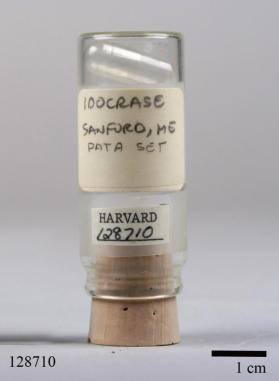 IDOCRASE
SANFORD, ME
DATA SET
HARVARD
128710
128710
1 cm